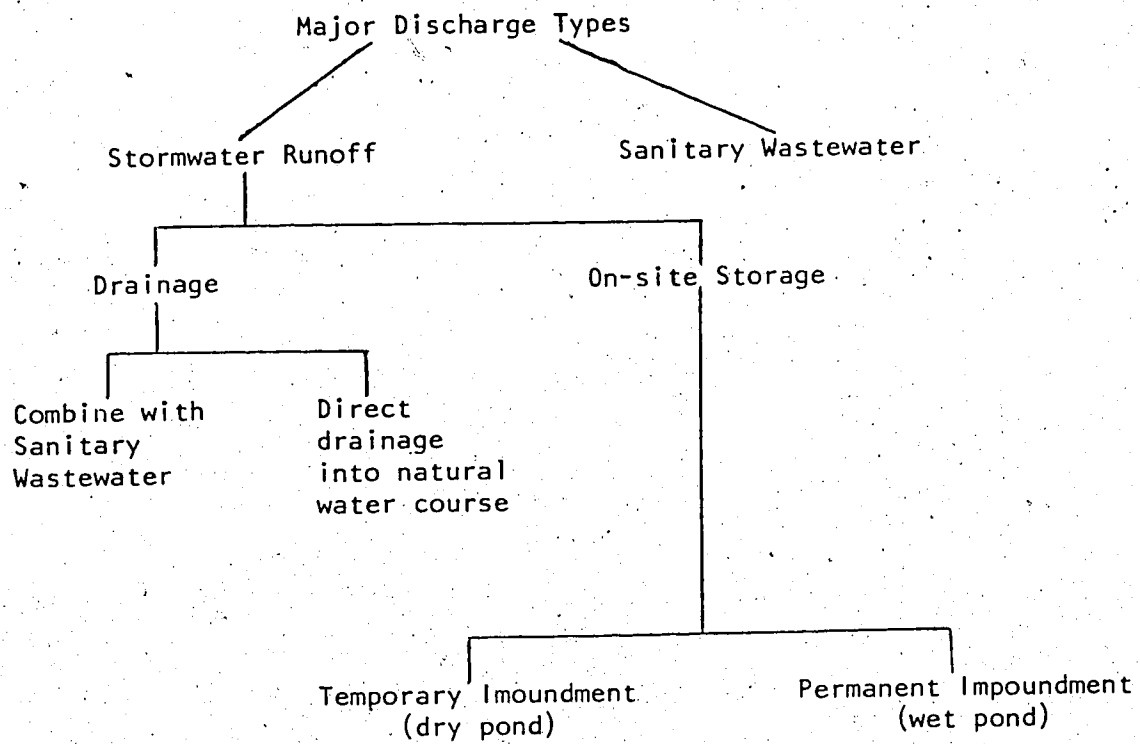 Major Discharge Types
Stormwater Runoff
Sanitary Wastewater
Drainage
On-site Storage
Combine with
Sanitary
Wastewater
Direct
drainage
into natural
water course
Temporary Imoundment
(dry pond)
Permanent Impoundment
(wet pond)